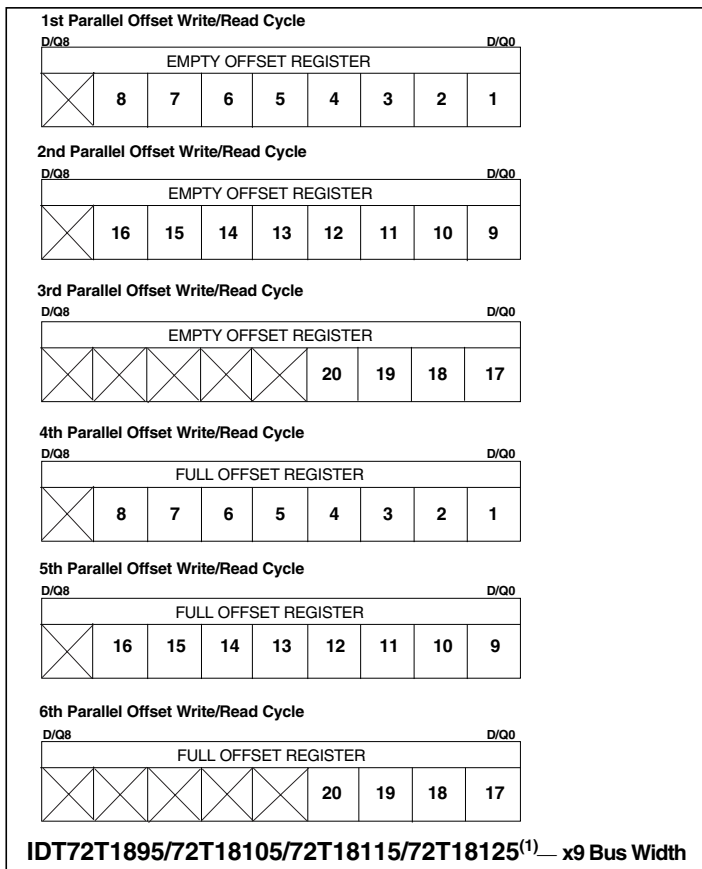 1st Parallel Offset Write/Read Cycle
D/Q8 D/Q0
EMPTY OFFSET REGISTER
8 7 6 5 4 3 2 1
2nd Parallel Offset Write/Read Cycle
D/Q8 D/Q0
EMPTY OFFSET REGISTER
16 15 14 13 12 11 10 9
3rd Parallel Offset Write/Read Cycle
D/Q8 D/Q0
EMPTY OFFSET REGISTER
20 19 18 17
4th Parallel Offset Write/Read Cycle
D/Q8 D/Q0
FULL OFFSET REGISTER
8 7 6 5 4 3 2 1
5th Parallel Offset Write/Read Cycle
D/Q8 D/Q0
FULL OFFSET REGISTER
16 15 14 13 12 11 10 9
6th Parallel Offset Write/Read Cycle
D/Q8 D/Q0
FULL OFFSET REGISTER
20 19 18 17
IDT72T1895/72T18105/72T18115/72T18125(1)— x9 Bus Width